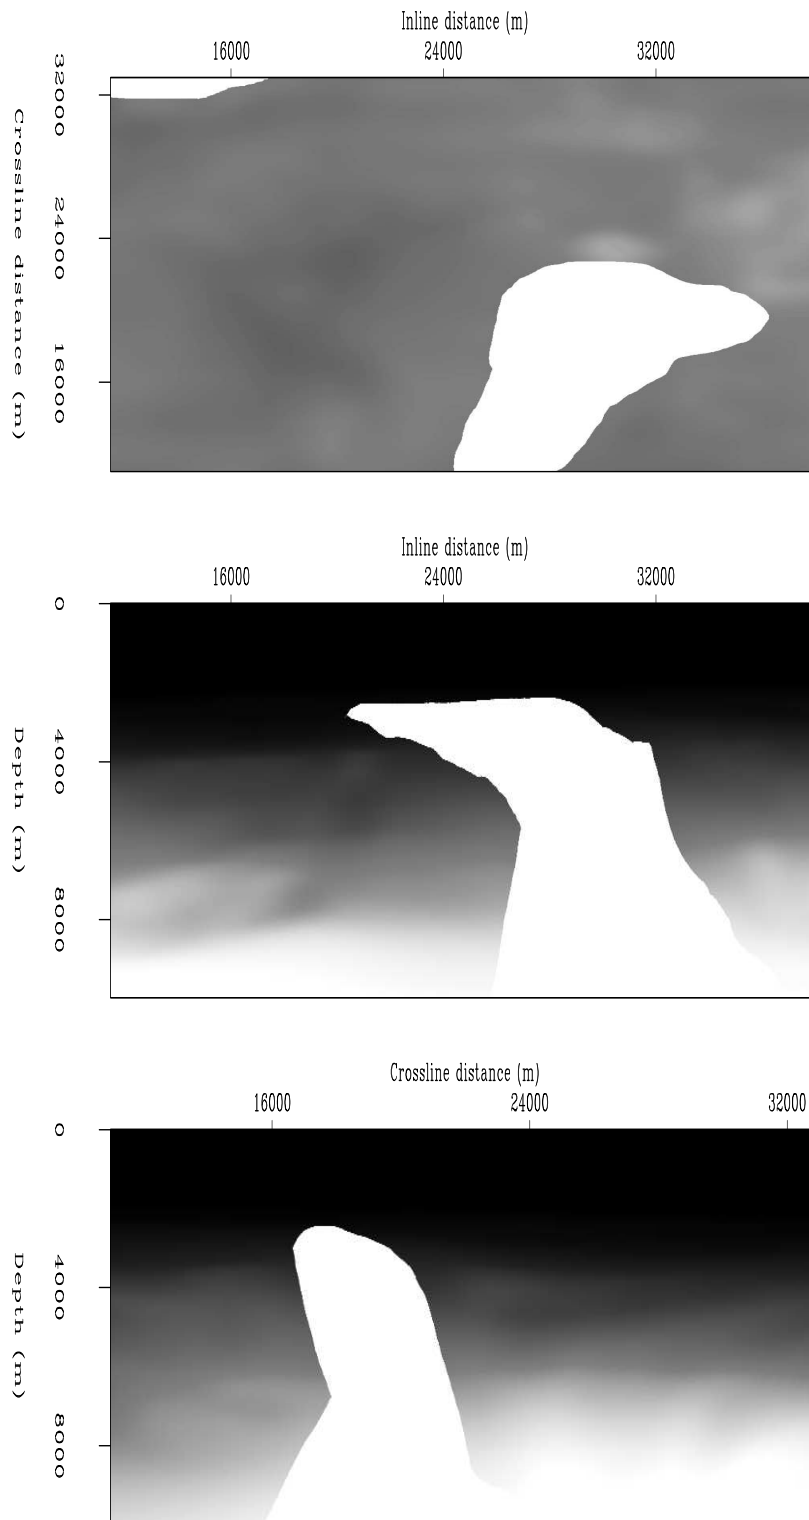 Inline distance (m)
16000 24000 32000
32000
24000
16000
Crossline distance (m)
Inline distance (m)
16000 24000 32000
0
4000
8000
Depth (m)
Crossline distance (m)
16000 24000 32000
0
4000
8000
Depth (m)